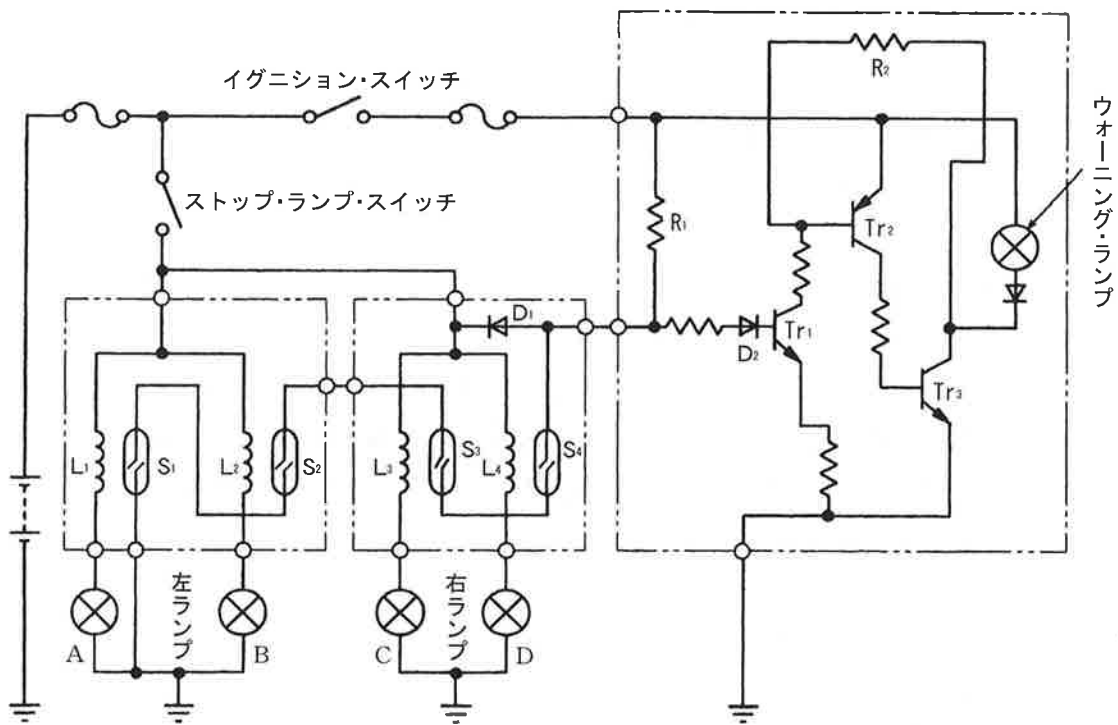 イグニション・スイッチ
ストップ・ランプ・スイッチ
ウォーニング・ランプ
R₂
R₁
Tr₂
D₁
D₂
Tr₁
Tr₃
L₁
S₁
L₂
S₂
L₃
S₃
L₄
S₄
左ランプ
右ランプ
A
B
C
D